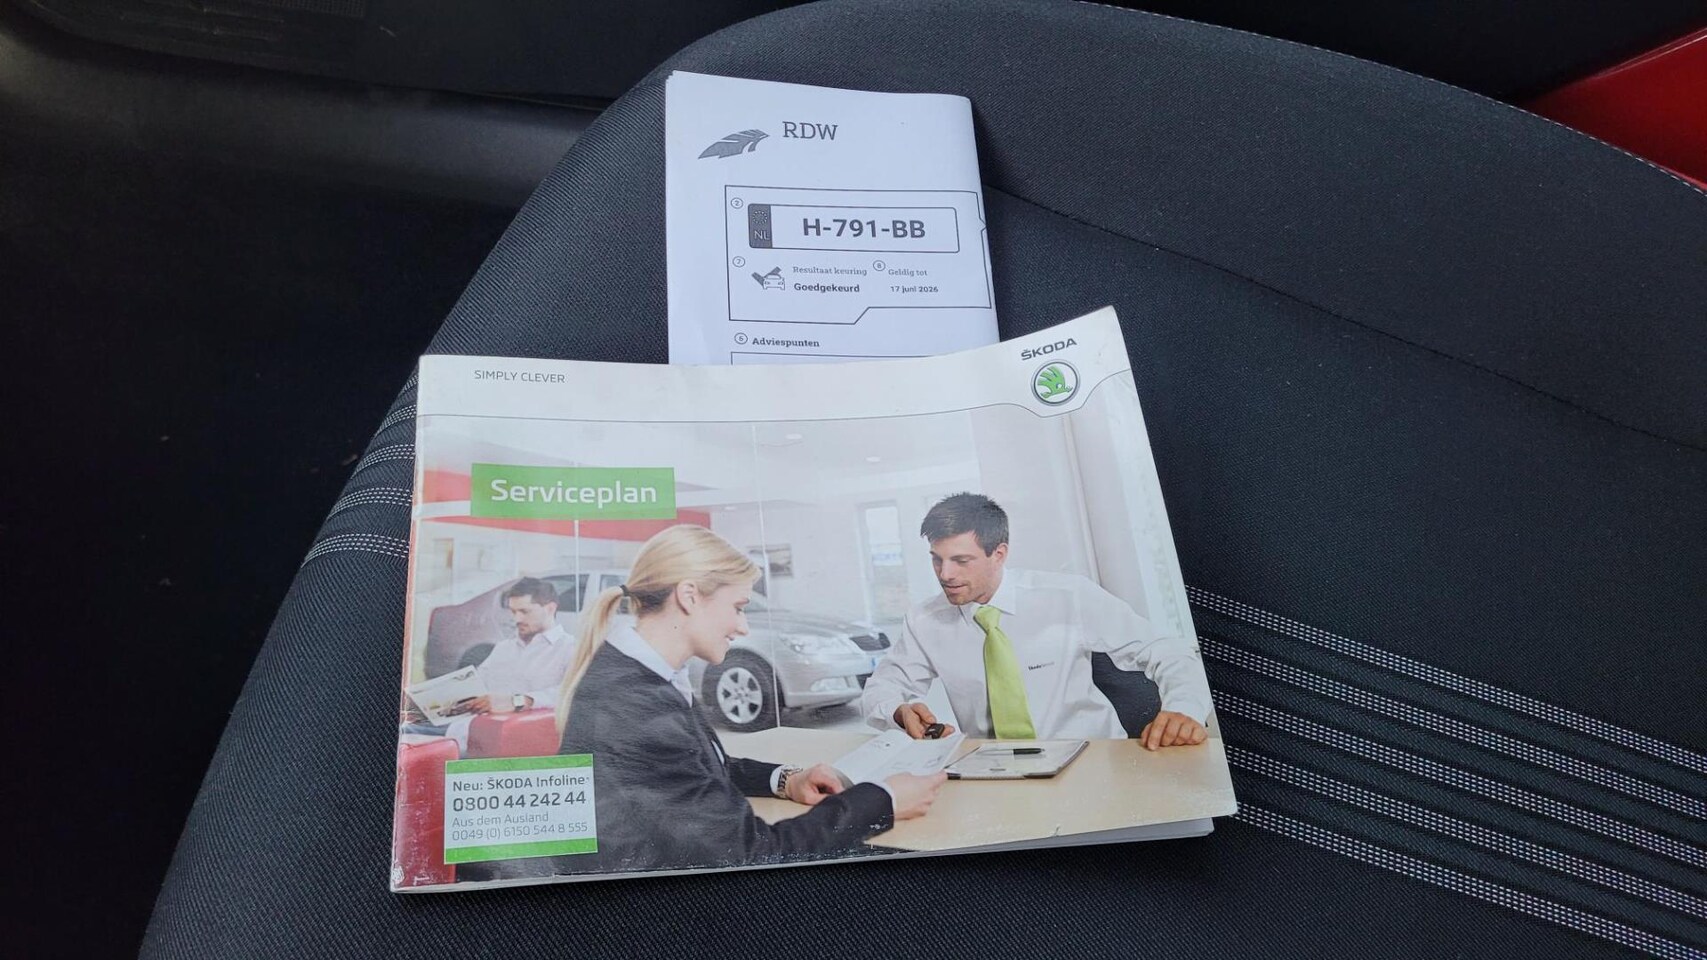 RDW
2
NL
H-791-BB
7
Resultaat keuring
8
Geldig tot
Goedgekeurd
17 juni 2026
5
Adviespunten
SIMPLY CLEVER
ŠKODA
Serviceplan
Neu: ŠKODA Infoline
0800 44 242 44
Aus dem Ausland
0049 (0) 6150 544 8 555